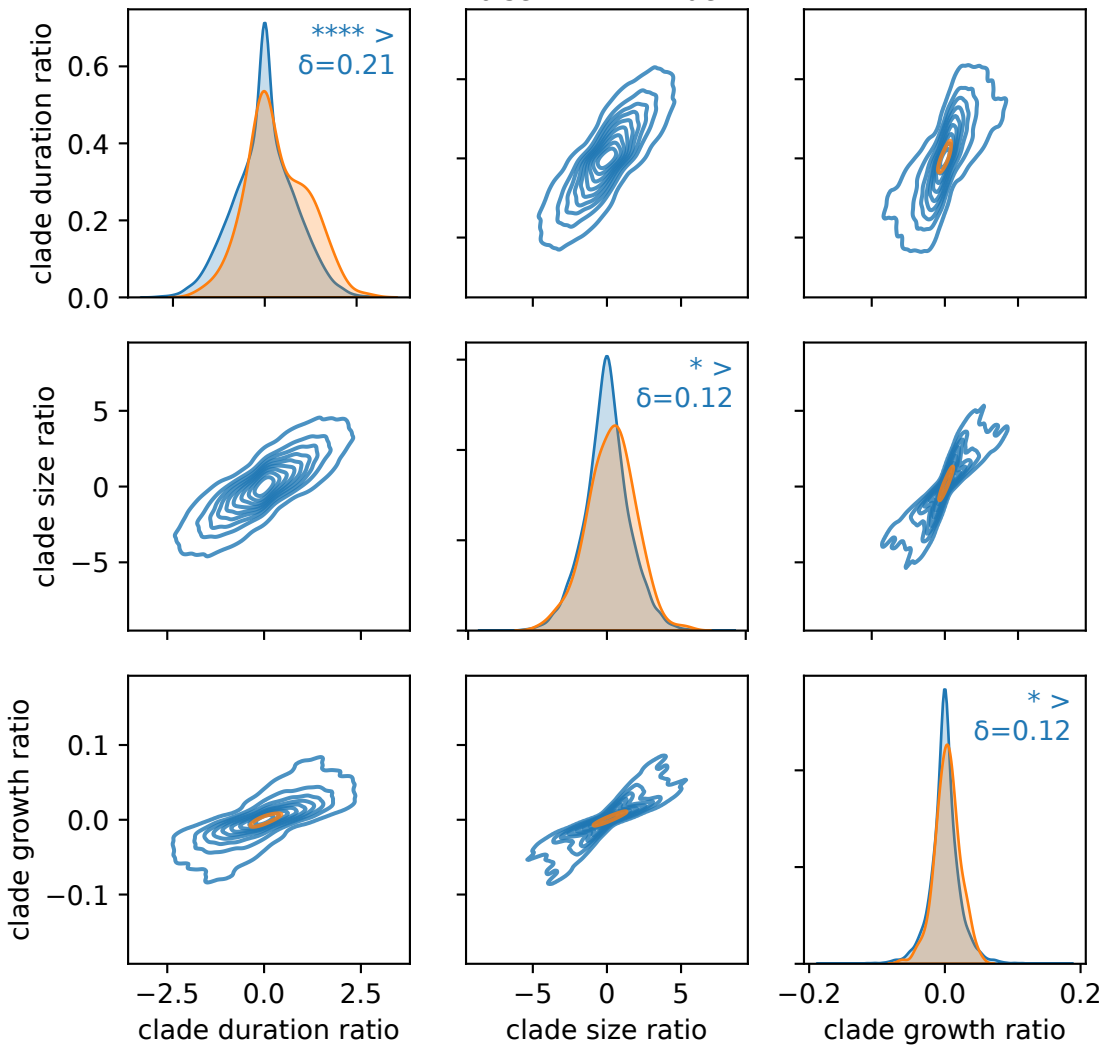 clade duration ratio
0.6
0.4
0.2
0.0
**** >
δ=0.21
clade size ratio
5
0
−5
* >
δ=0.12
clade growth ratio
0.1
0.0
−0.1
* >
δ=0.12
−2.5 0.0 2.5
−5 0 5
−0.2 0.0 0.2
clade duration ratio
clade size ratio
clade growth ratio